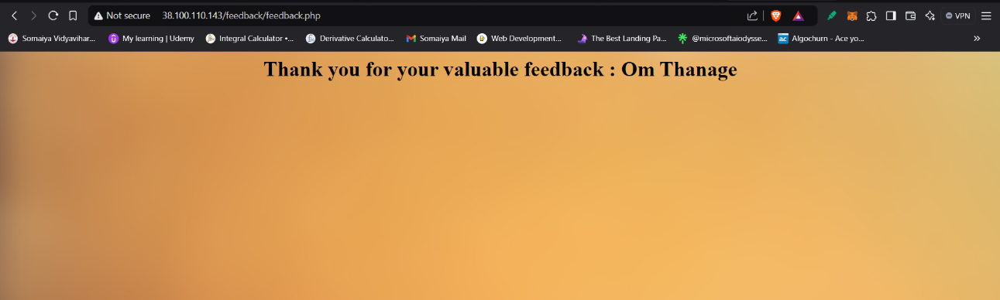 Not secure 38.100.110.143/feedback/feedback.php VPN
Somaiya Vidyavihar... My learning | Udemy Integral Calculator •... Derivative Calculato... Somaiya Mail Web Development... The Best Landing Pa... @microsoftaiodysse... ac Algochurn - Ace yo... »
Thank you for your valuable feedback : Om Thanage